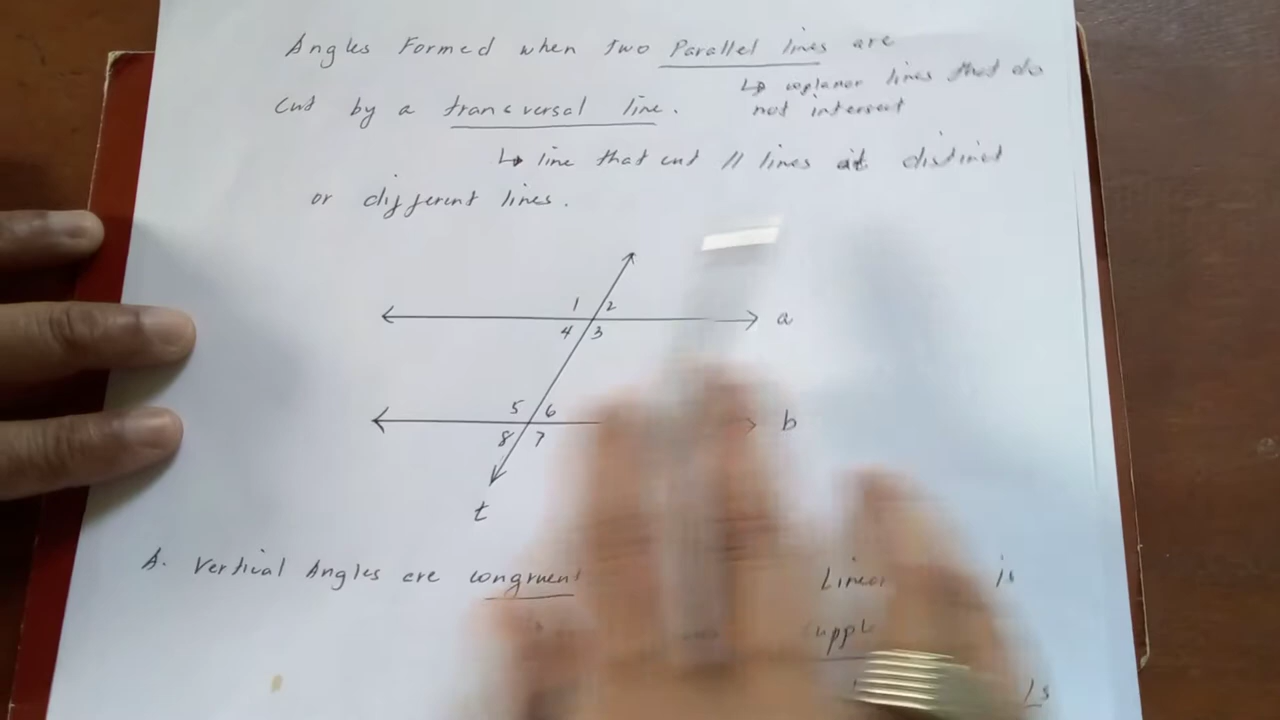 Angles Formed when two Parallel lines are
↳ coplanar lines that do
not intersect
cut by a transversal line.
↳ line that cut // lines at distinct
or different lines.
1 2
a
4 3
5 6
b
8 7
t
A. Vertical Angles are congruent
is
∠s